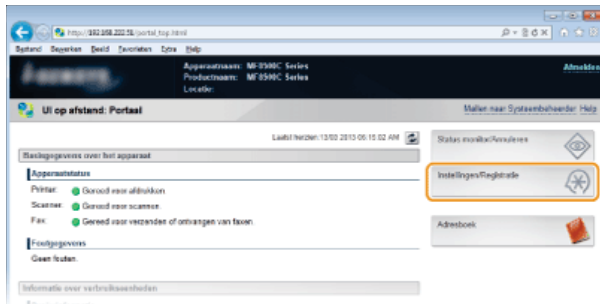 http://192.168.222.51/portal_top.html
Bestand Bewerken Beeld Favorieten Extra Help
Apparaatnaam: MF8500C Series
Productnaam: MF8500C Series
Locatie:
Afmelden
UI op afstand: Portaal
Mailen naar Systeembeheerder Help
Laatst herzien: 13/03 2013 06:15:02 AM
Basisgegevens over het apparaat
Apparaatstatus
Printer: Gereed voor afdrukken.
Scanner: Gereed voor scannen.
Fax: Gereed voor verzenden of ontvangen van faxen.
Foutgegevens
Geen fouten.
Informatie over verbruikseenheden
Status monitor/Annuleren
Instellingen/Registratie
Adresboek